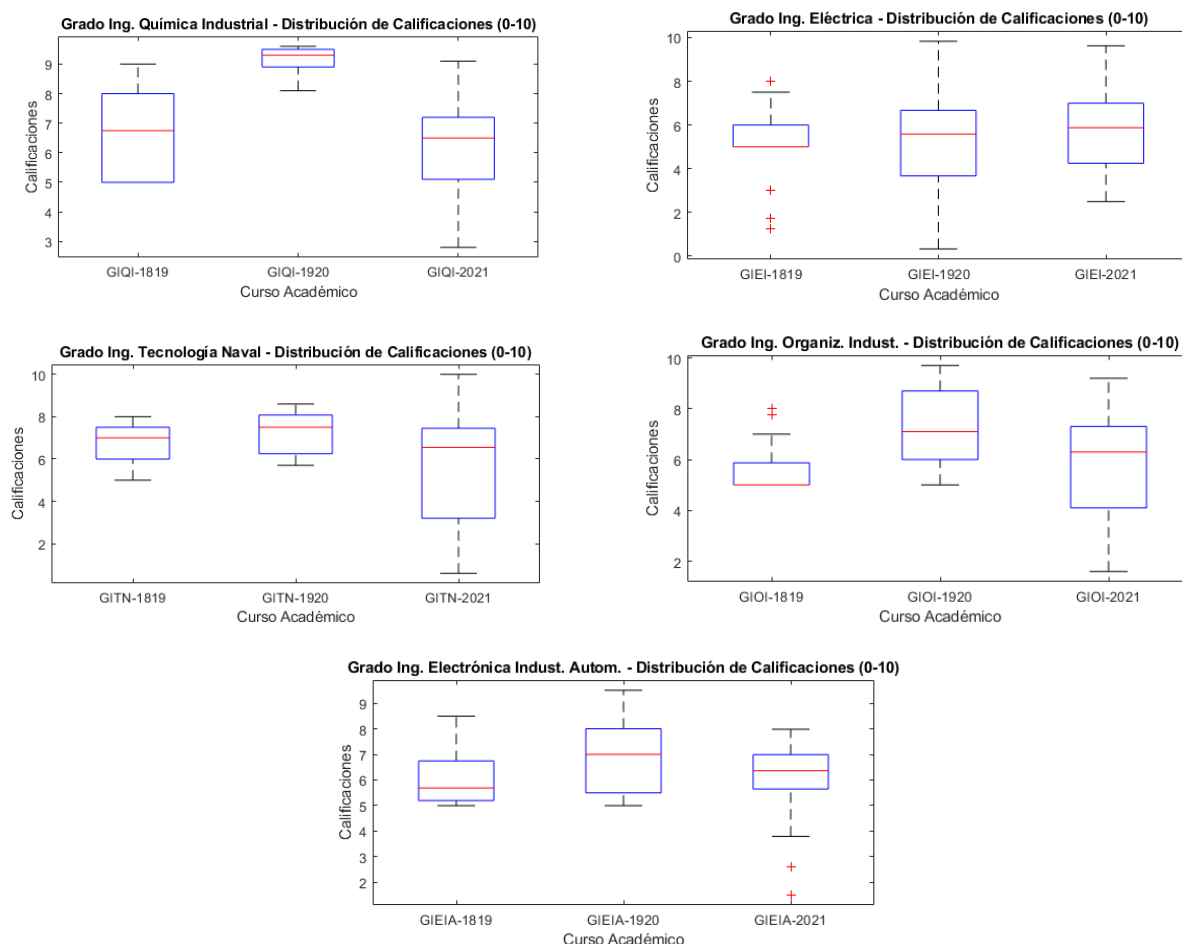 Grado Ing. Química Industrial - Distribución de Calificaciones (0-10)
Calificaciones
9
8
7
6
5
4
3
GIQI-1819 GIQI-1920 GIQI-2021
Curso Académico
Grado Ing. Eléctrica - Distribución de Calificaciones (0-10)
Calificaciones
10
8
6
4
2
0
GIEI-1819 GIEI-1920 GIEI-2021
Curso Académico
Grado Ing. Tecnología Naval - Distribución de Calificaciones (0-10)
Calificaciones
10
8
6
4
2
GITN-1819 GITN-1920 GITN-2021
Curso Académico
Grado Ing. Organiz. Indust. - Distribución de Calificaciones (0-10)
Calificaciones
10
8
6
4
2
GIOI-1819 GIOI-1920 GIOI-2021
Curso Académico
Grado Ing. Electrónica Indust. Autom. - Distribución de Calificaciones (0-10)
Calificaciones
9
8
7
6
5
4
3
2
GIEIA-1819 GIEIA-1920 GIEIA-2021
Curso Académico